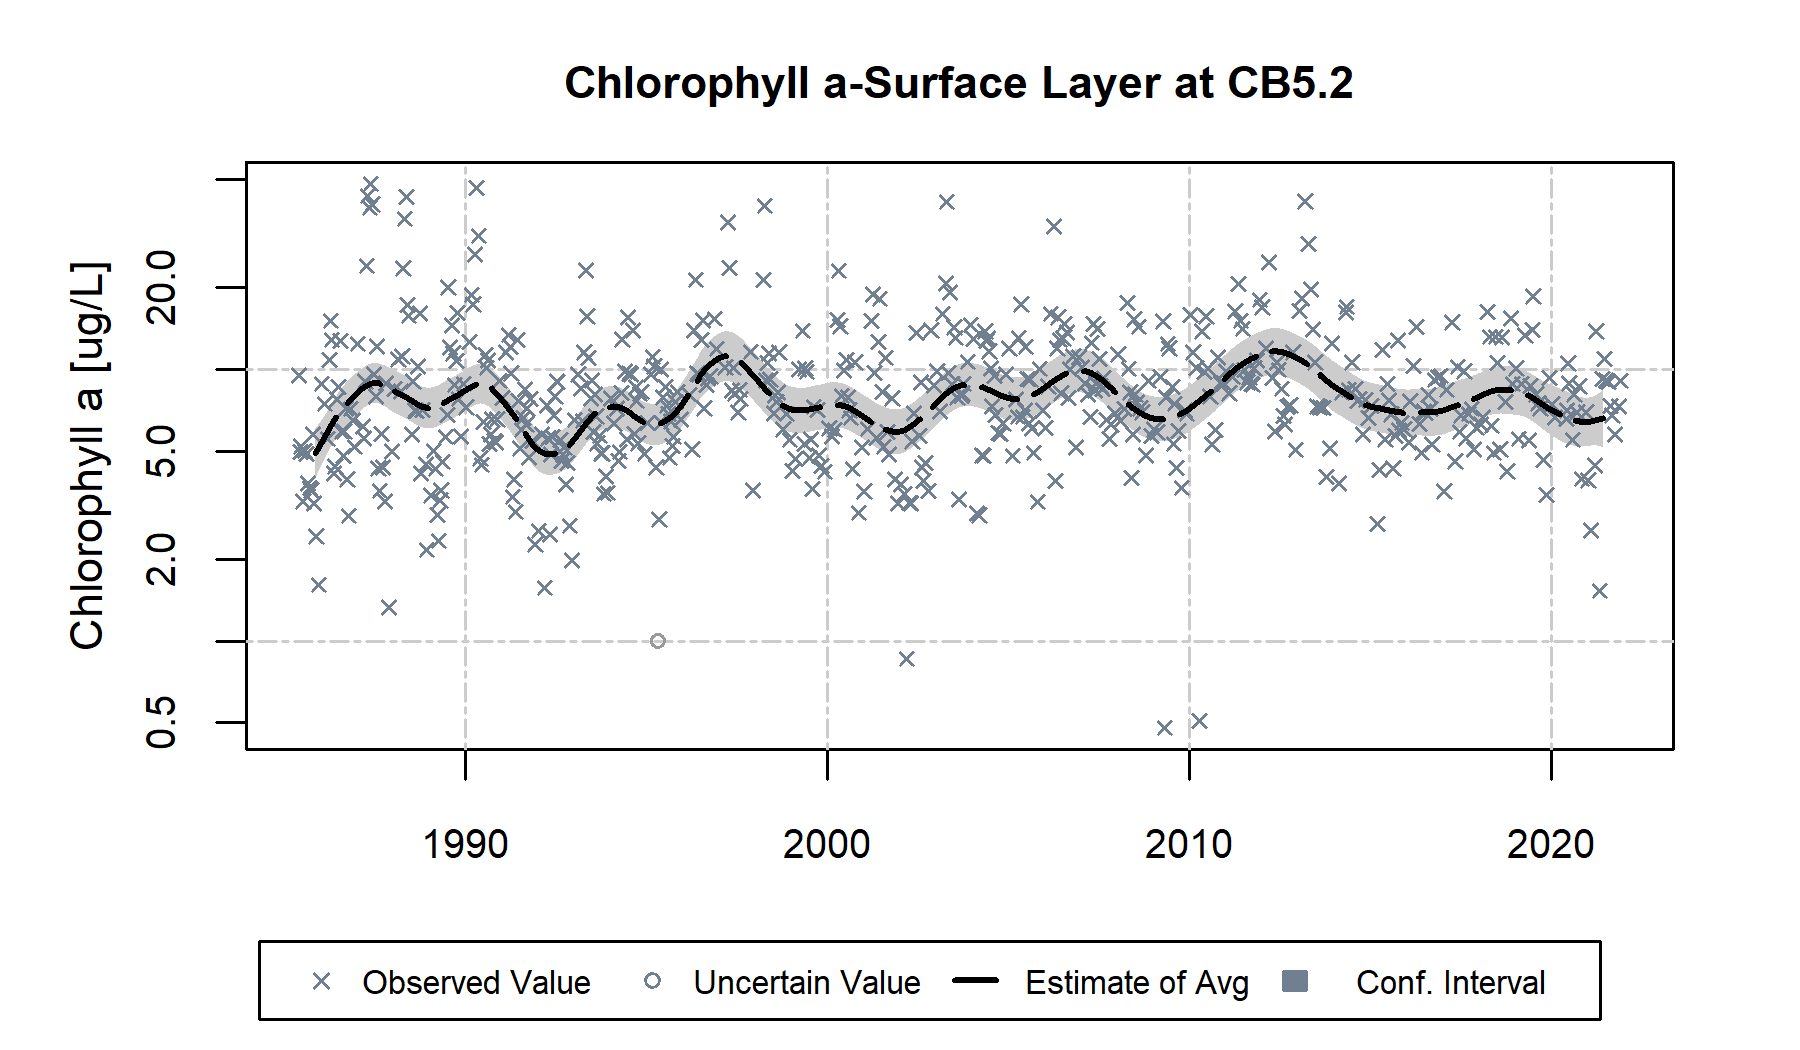 Chlorophyll a-Surface Layer at CB5.2
Chlorophyll a [ug/L]
20.0
5.0
2.0
0.5
1990 2000 2010 2020
Observed Value Uncertain Value Estimate of Avg Conf. Interval